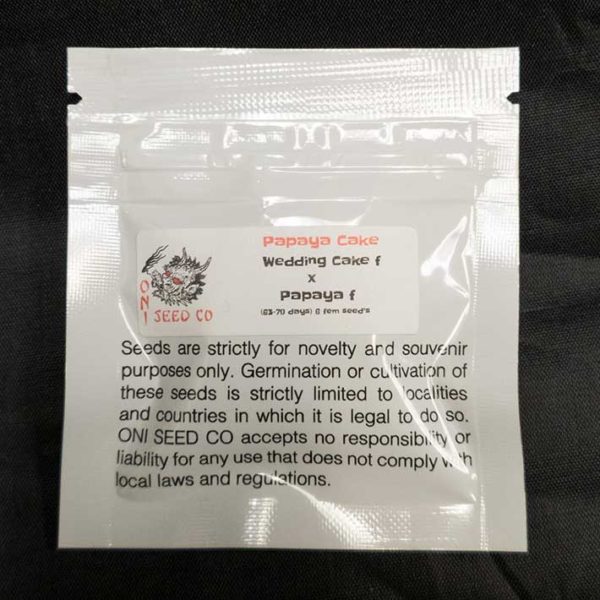 Papaya Cake
Wedding Cake f
x
Papaya f
(63-70 days) 6 fem seed's
ONI SEED CO
Seeds are strictly for novelty and souvenir
purposes only. Germination or cultivation of
these seeds is strictly limited to localities
and countries in which it is legal to do so.
ONI SEED CO accepts no responsibility or
liability for any use that does not comply with
local laws and regulations.